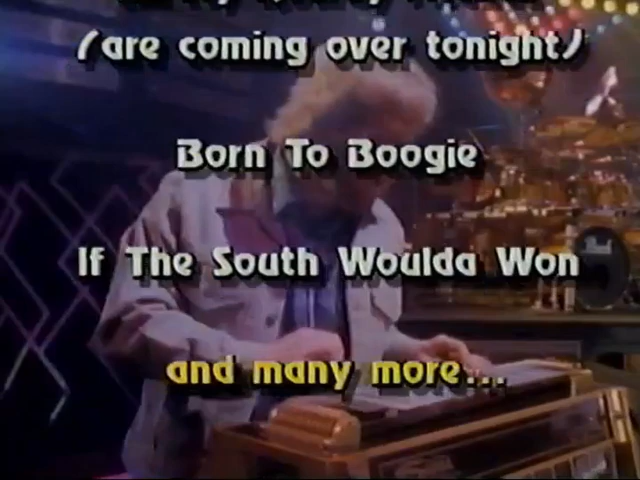 (are coming over tonight)
Born To Boogie
If The South Woulda Won
and many more...